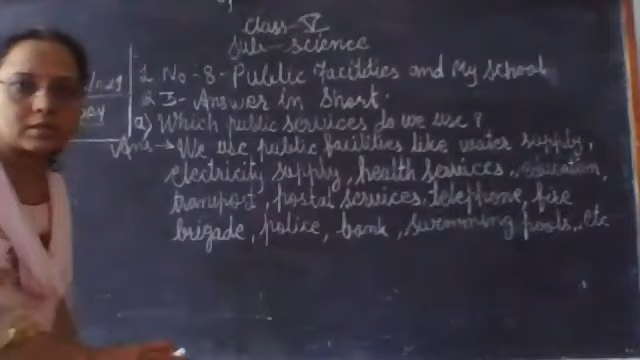 Class - V
Sub - Science
L No - 8 - Public Facilities and My School
Q I - Answer in Short.
a) Which public services do we use?
Ans → We use public facilities like water supply,
electricity supply, health services, education,
transport, postal services, telephone, fire
brigade, police, bank, swimming pools, etc